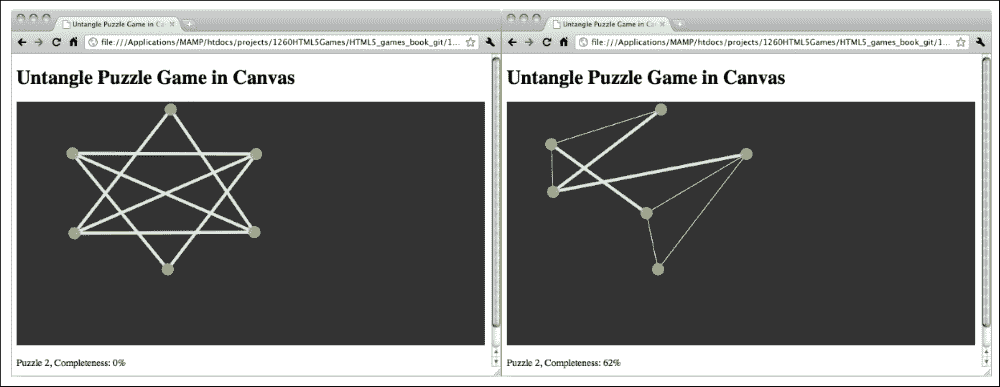 Untangle Puzzle Game in Ca
file:///Applications/MAMP/htdocs/projects/1260HTML5Games/HTML5_games_book_git/1...
Untangle Puzzle Game in Canvas
Puzzle 2, Completeness: 0%
Untangle Puzzle Game in Ca
file:///Applications/MAMP/htdocs/projects/1260HTML5Games/HTML5_games_book_git/1...
Untangle Puzzle Game in Canvas
Puzzle 2, Completeness: 62%